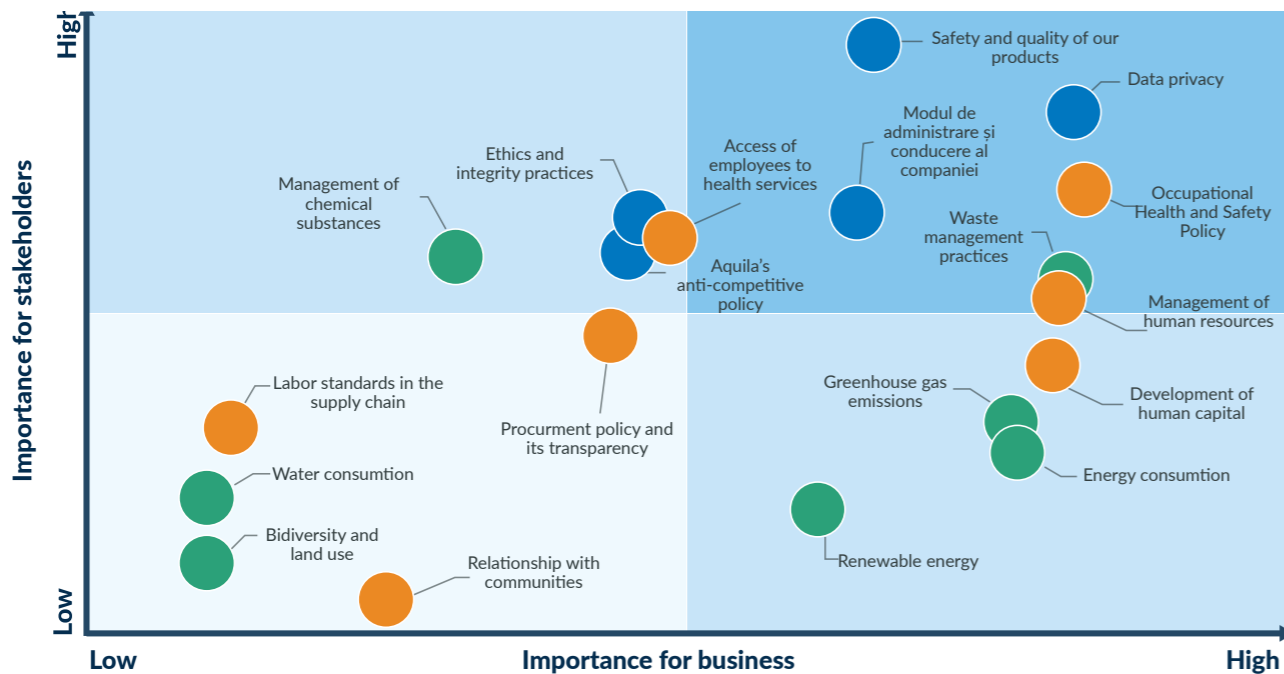 High
Safety and quality of our
products
Data privacy
Modul de
administrare și
conducere al
companiei
Access of
employees to
health services
Ethics and
integrity practices
Management of
chemical
substances
Occupational
Health and Safety
Policy
Waste
management
practices
Aquila's
anti-competitive
policy
Management of
human resources
Importance for stakeholders
Labor standards in the
supply chain
Greenhouse gas
emissions
Development of
human capital
Procurment policy and
its transparency
Water consumtion
Energy consumtion
Bidiversity and
land use
Relationship with
communities
Renewable energy
Low
Low
Importance for business
High